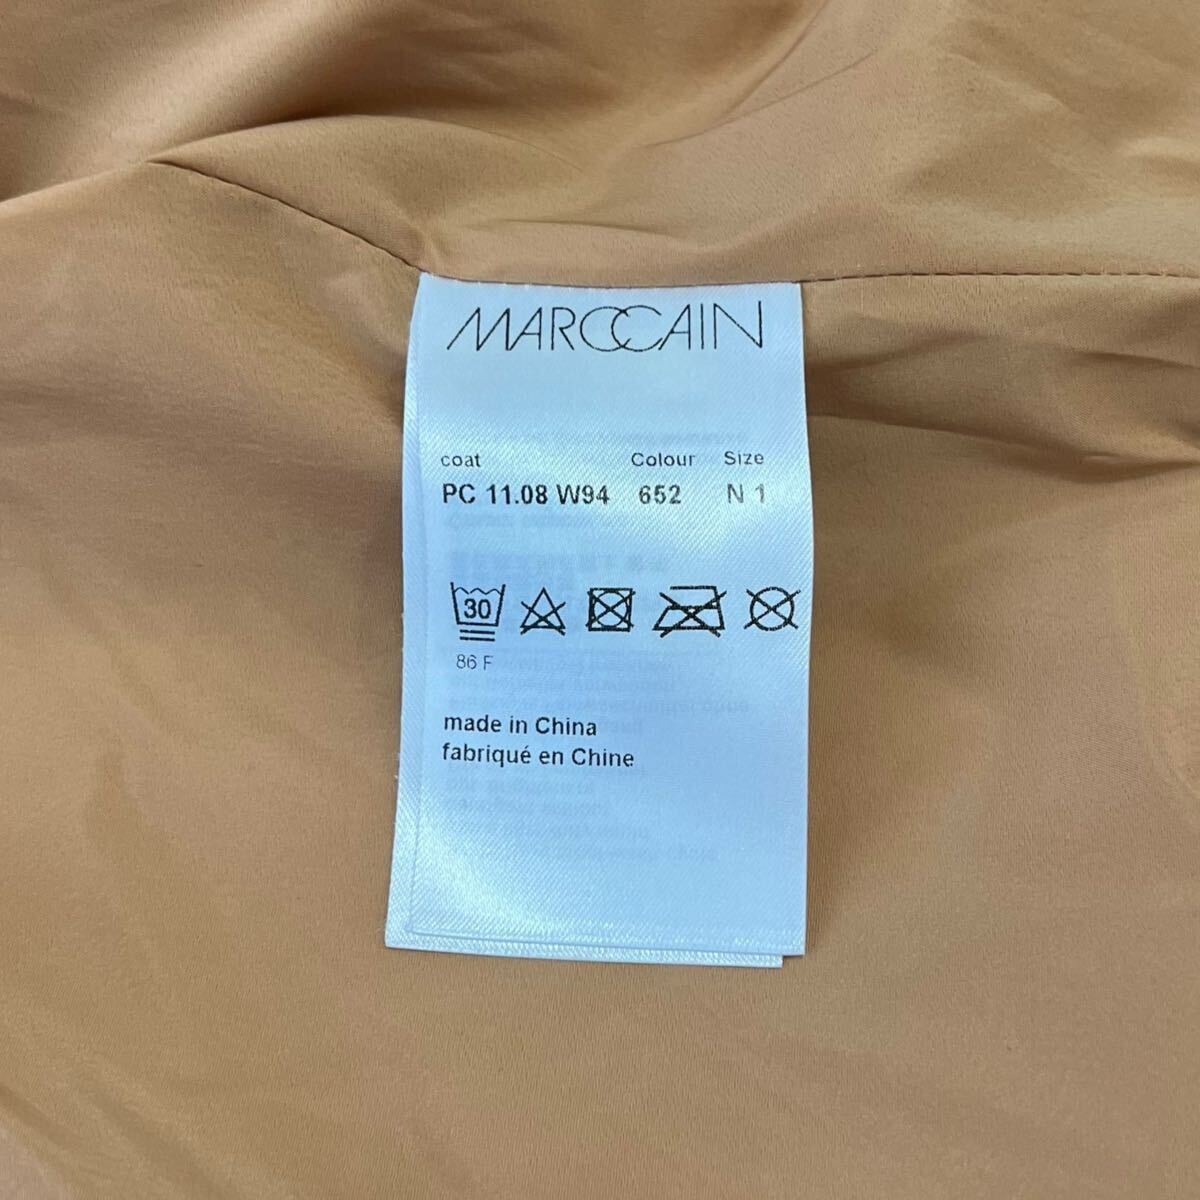 MARCCAIN
coat Colour Size
PC 11.08 W94 652 N 1
30
86 F
made in China
fabriqué en Chine